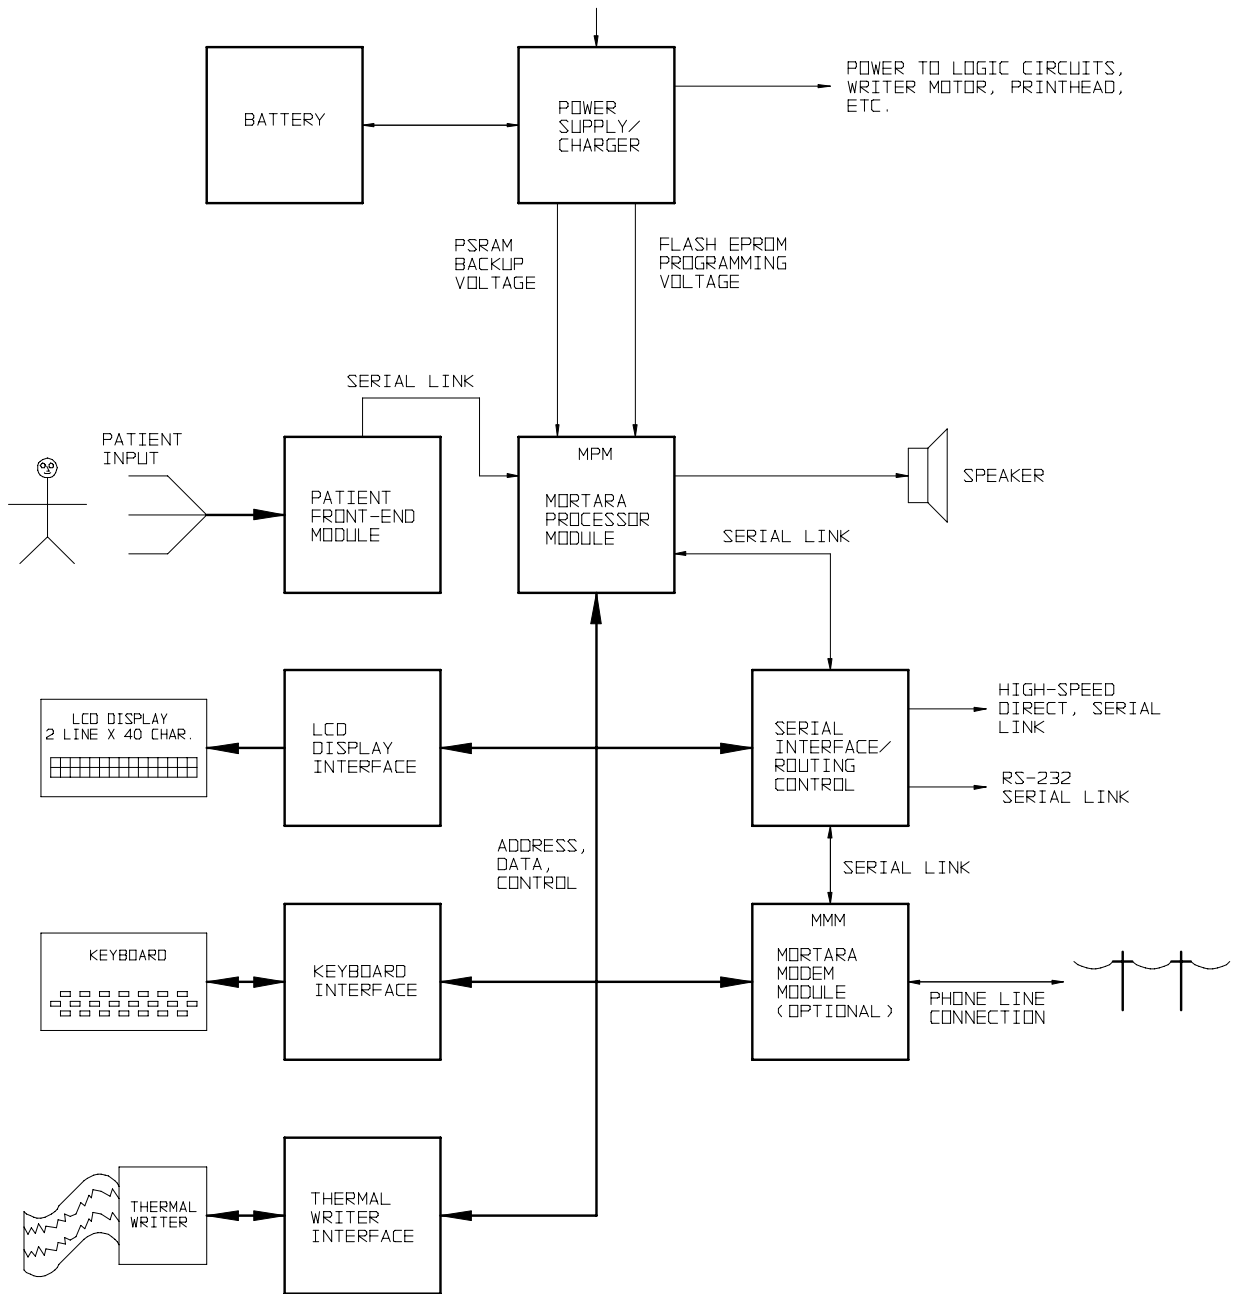 BATTERY
POWER
SUPPLY/
CHARGER
POWER TO LOGIC CIRCUITS,
WRITER MOTOR, PRINTHEAD,
ETC.
PSRAM
BACKUP
VOLTAGE
FLASH EPROM
PROGRAMMING
VOLTAGE
SERIAL LINK
PATIENT
INPUT
PATIENT
FRONT-END
MODULE
MPM
MORTARA
PROCESSOR
MODULE
SPEAKER
SERIAL LINK
LCD DISPLAY
2 LINE X 40 CHAR.
LCD
DISPLAY
INTERFACE
SERIAL
INTERFACE/
ROUTING
CONTROL
HIGH-SPEED
DIRECT, SERIAL
LINK
RS-232
SERIAL LINK
ADDRESS,
DATA,
CONTROL
SERIAL LINK
KEYBOARD
KEYBOARD
INTERFACE
MMM
MORTARA
MODEM
MODULE
(OPTIONAL)
PHONE LINE
CONNECTION
THERMAL
WRITER
THERMAL
WRITER
INTERFACE